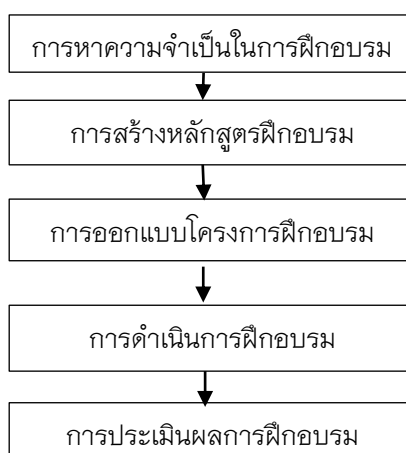 การหาความจำเป็นในการฝึกอบรม
การสร้างหลักสูตรฝึกอบรม
การออกแบบโครงการฝึกอบรม
การดำเนินการฝึกอบรม
การประเมินผลการฝึกอบรม